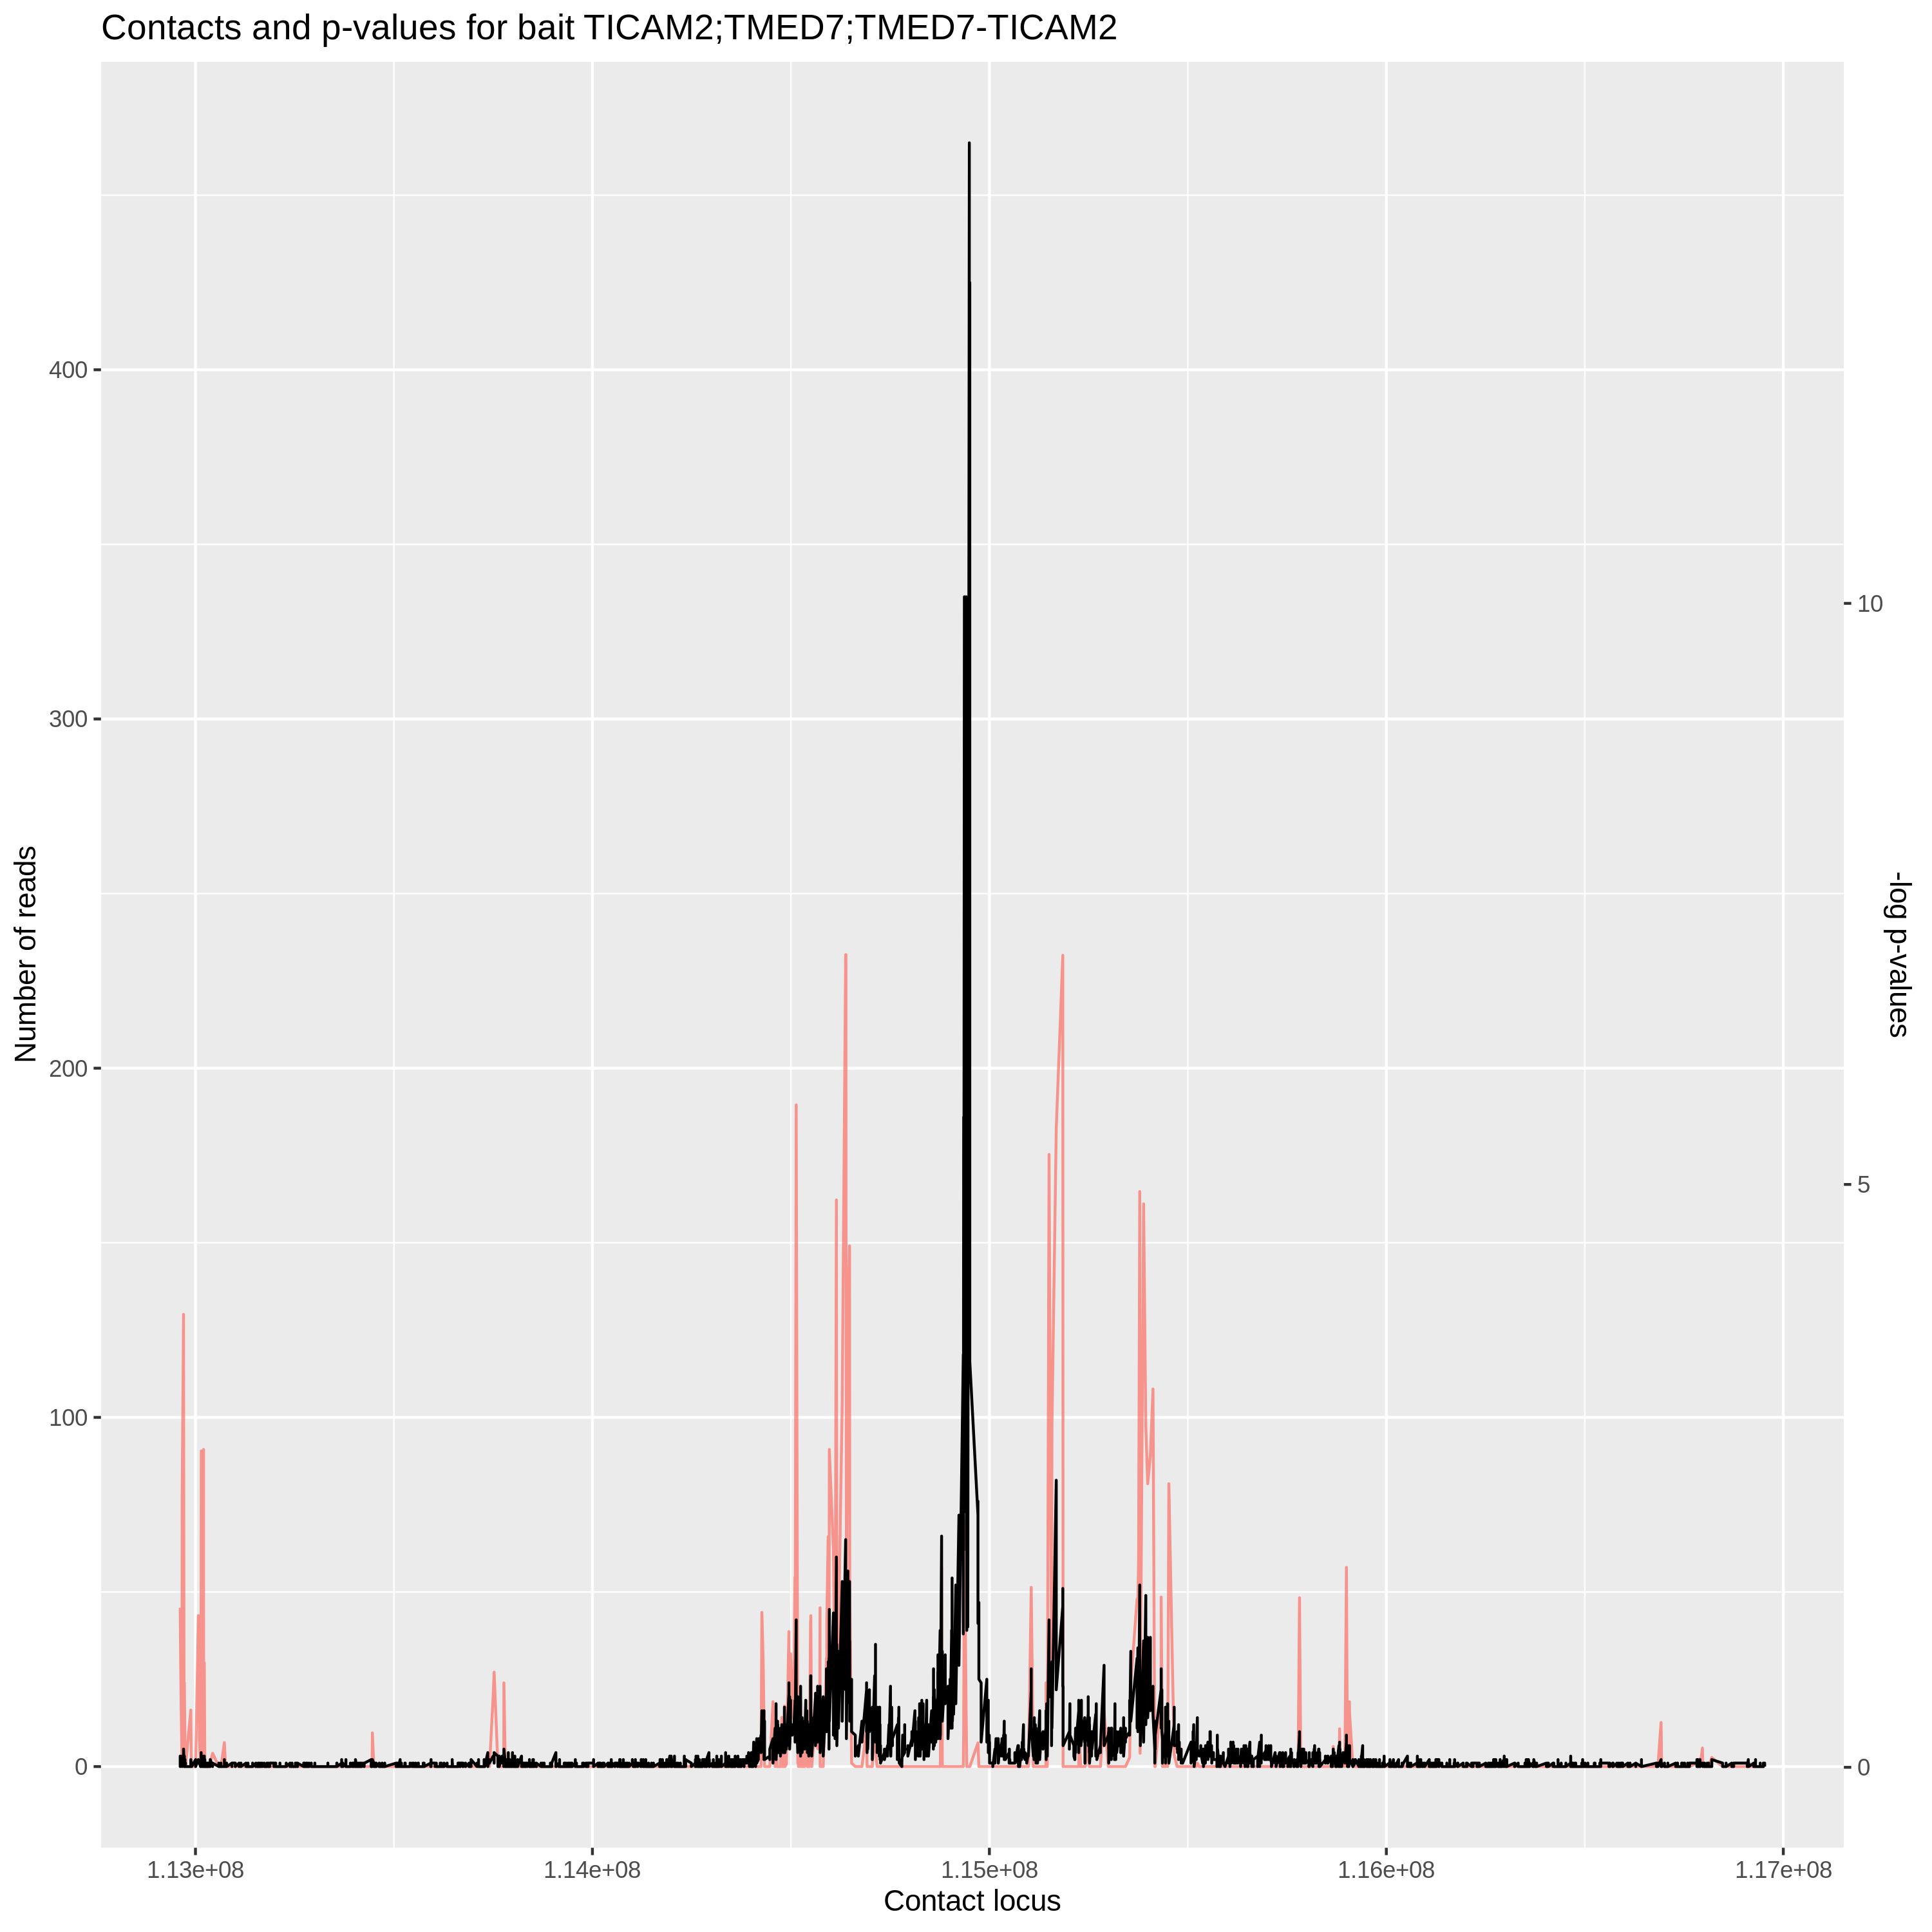 Contacts and p-values for bait TICAM2;TMED7;TMED7-TICAM2
Number of reads
400
300
200
100
0
10
5
0
-log p-values
1.13e+08 1.14e+08 1.15e+08 1.16e+08 1.17e+08
Contact locus